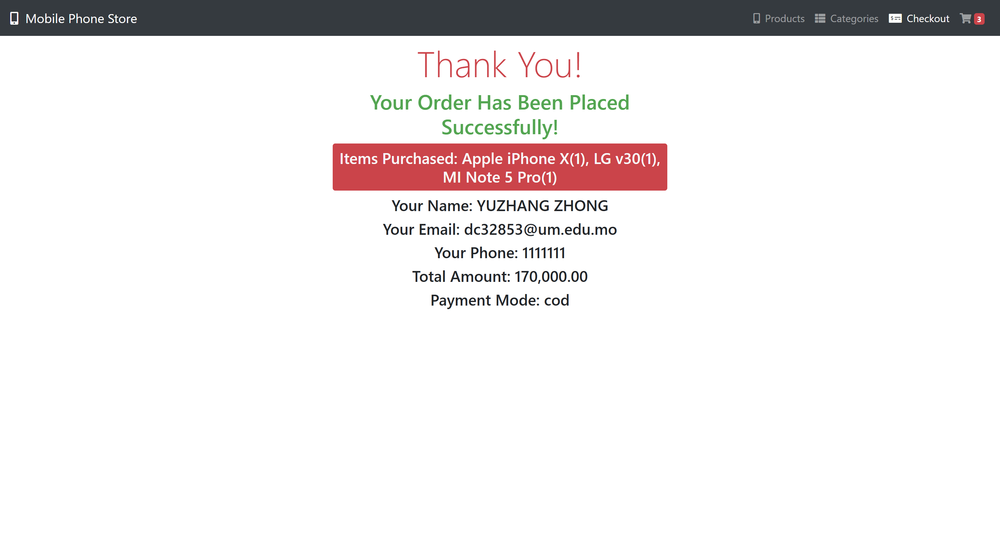 Mobile Phone Store
Products Categories Checkout 3
Thank You!
Your Order Has Been Placed
Successfully!
Items Purchased: Apple iPhone X(1), LG v30(1),
MI Note 5 Pro(1)
Your Name: YUZHANG ZHONG
Your Email: dc32853@um.edu.mo
Your Phone: 1111111
Total Amount: 170,000.00
Payment Mode: cod